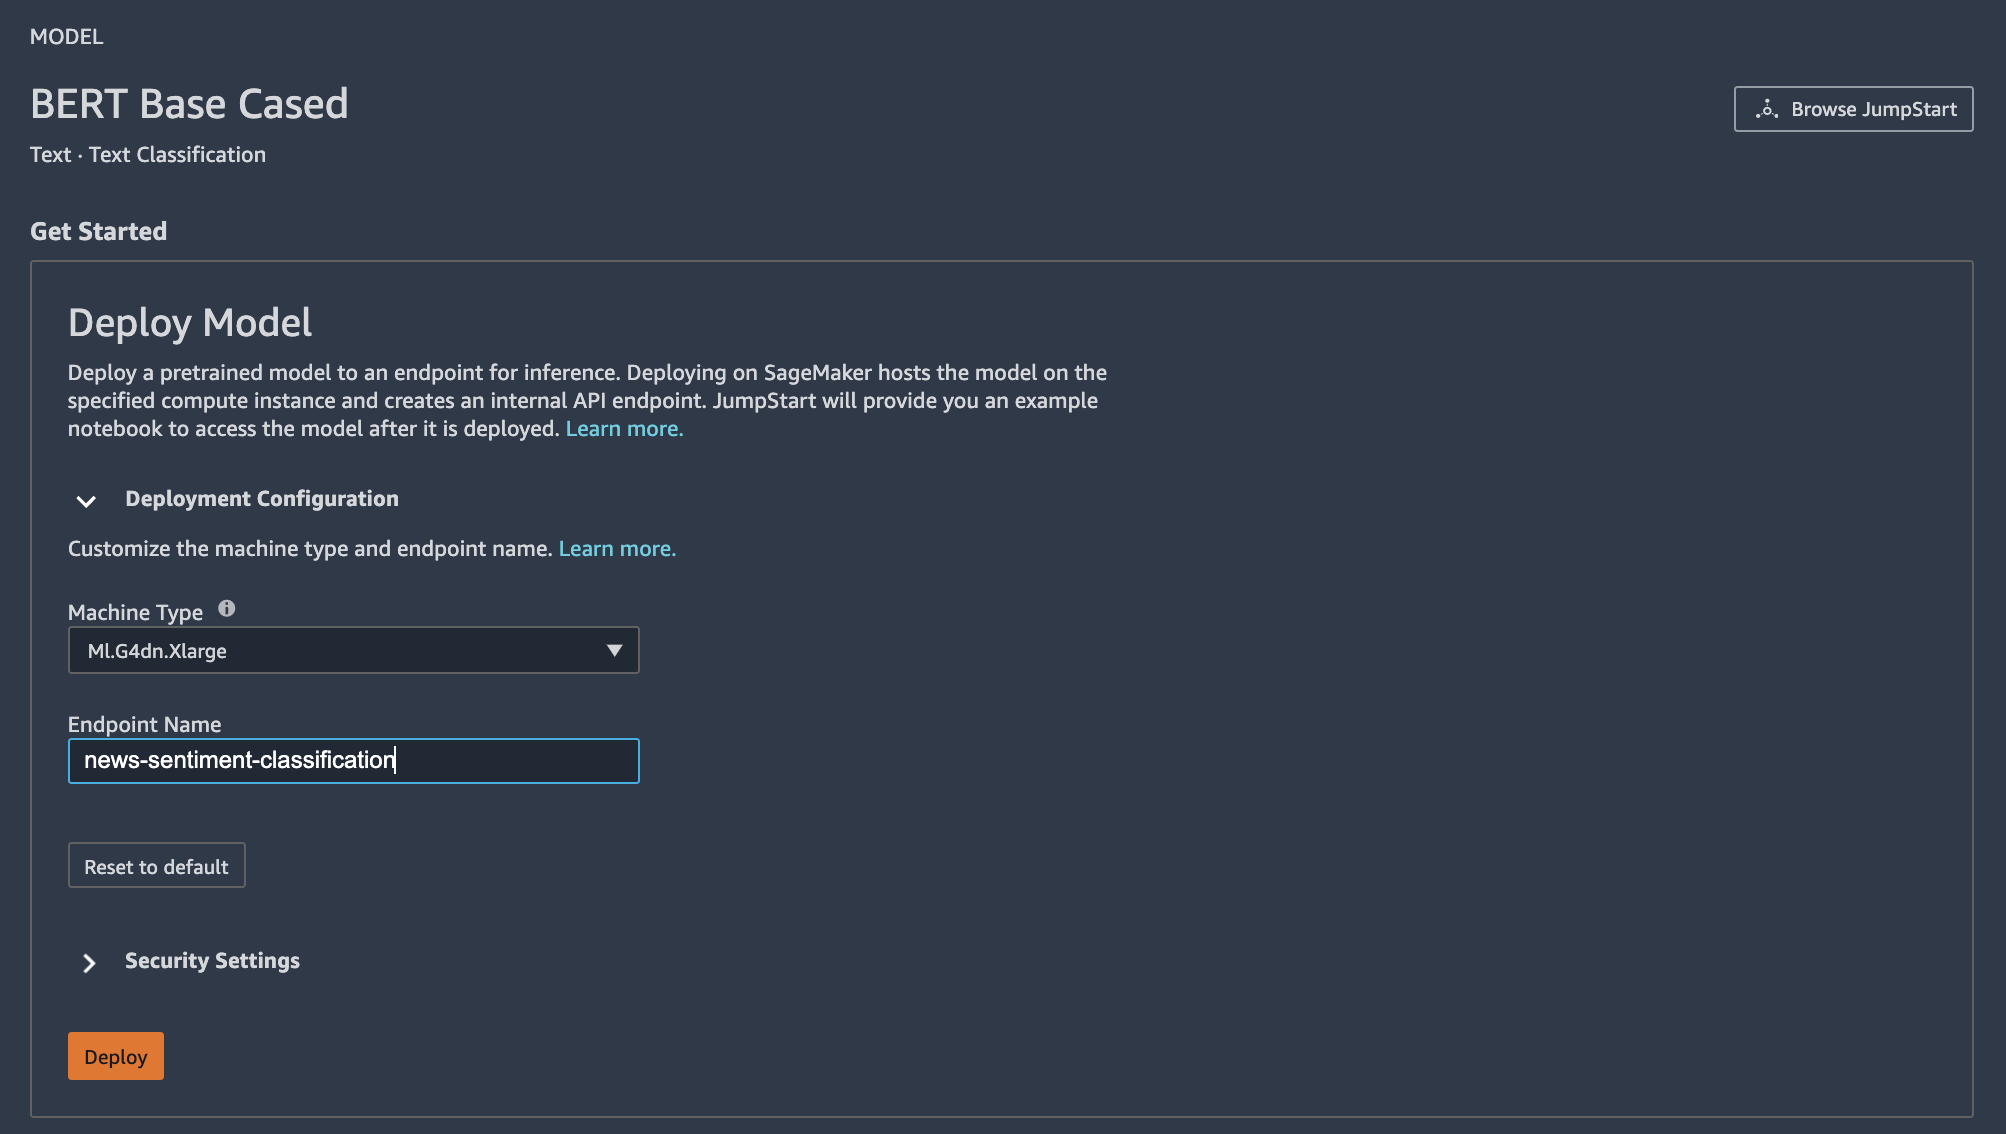 MODEL
BERT Base Cased
Browse JumpStart
Text · Text Classification
Get Started
Deploy Model
Deploy a pretrained model to an endpoint for inference. Deploying on SageMaker hosts the model on the
specified compute instance and creates an internal API endpoint. JumpStart will provide you an example
notebook to access the model after it is deployed. Learn more.
Deployment Configuration
Customize the machine type and endpoint name. Learn more.
Machine Type
Ml.G4dn.Xlarge
Endpoint Name
news-sentiment-classification
Reset to default
Security Settings
Deploy